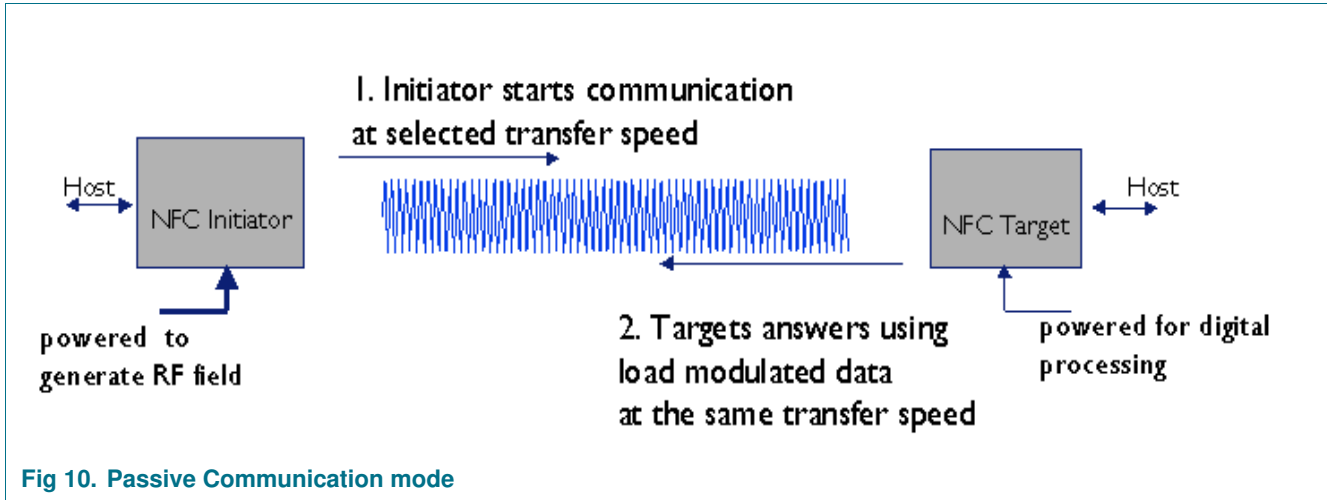 1. Initiator starts communication
at selected transfer speed
Host
NFC Initiator
Host
NFC Target
powered to
generate RF field
2. Targets answers using
load modulated data
at the same transfer speed
powered for digital
processing
Fig 10. Passive Communication mode